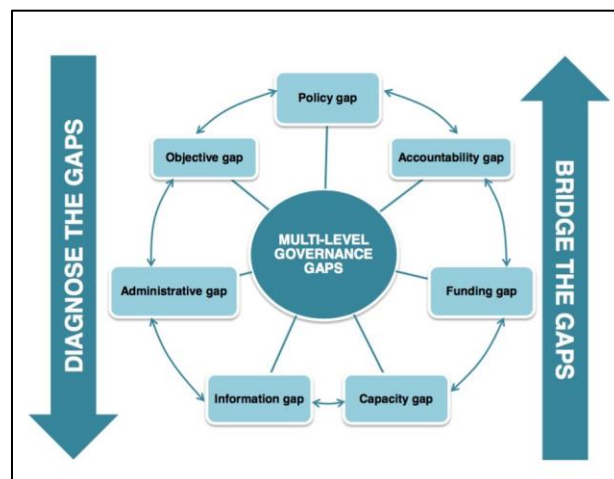 DIAGNOSE THE GAPS
Policy gap
Objective gap
Accountability gap
MULTI-LEVEL
GOVERNANCE
GAPS
Administrative gap
Funding gap
Information gap
Capacity gap
BRIDGE THE GAPS